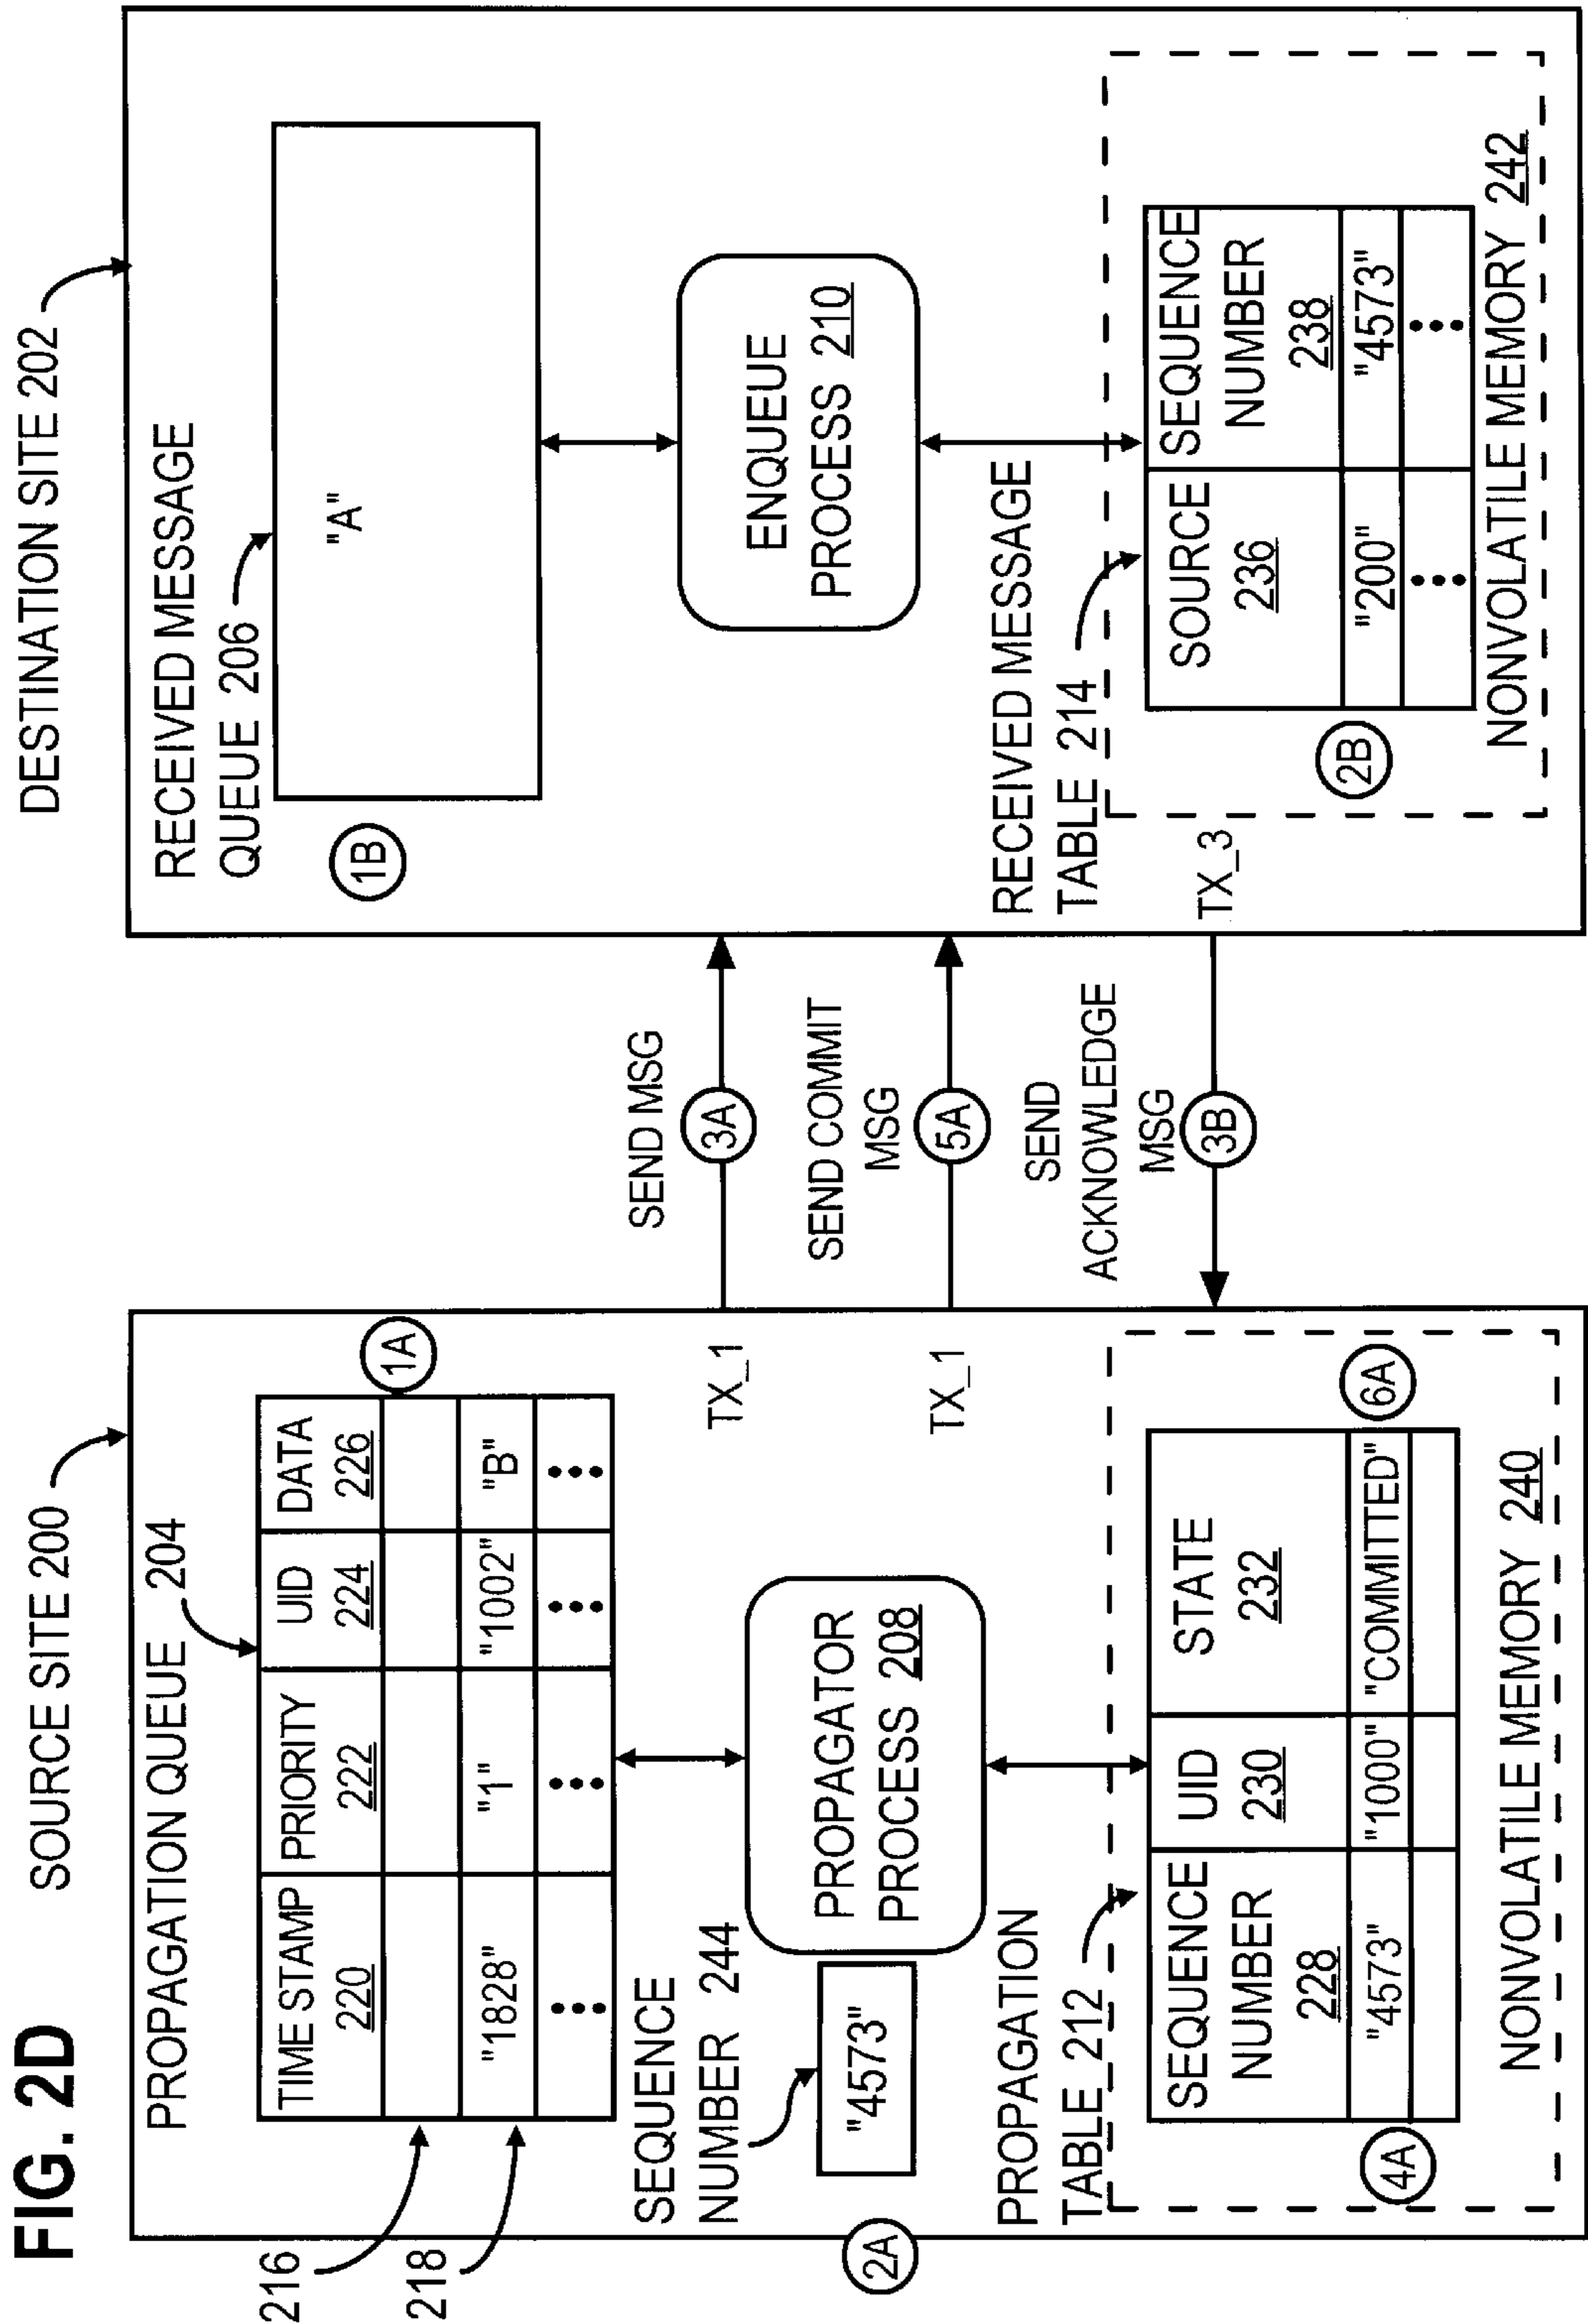 FIG. 2D
SOURCE SITE 200
PROPAGATION QUEUE 204
TIME STAMP PRIORITY UID DATA
220 222 224 226
1A
216
218
"1828" "1" "1002" "B"
SEQUENCE
NUMBER 244
"4573"
2A
PROPAGATOR
PROCESS 208
TX_1
TX_1
PROPAGATION
TABLE 212
SEQUENCE
NUMBER
228
UID
230
STATE
232
4A
"4573" "1000" "COMMITTED"
6A
NONVOLATILE MEMORY 240
SEND MSG
3A
SEND COMMIT
MSG
5A
SEND
ACKNOWLEDGE
MSG
3B
DESTINATION SITE 202
RECEIVED MESSAGE
QUEUE 206
1B
"A"
ENQUEUE
PROCESS 210
RECEIVED MESSAGE
TABLE 214
TX_3
SOURCE
236
SEQUENCE
NUMBER
238
2B
"200" "4573"
NONVOLATILE MEMORY 242